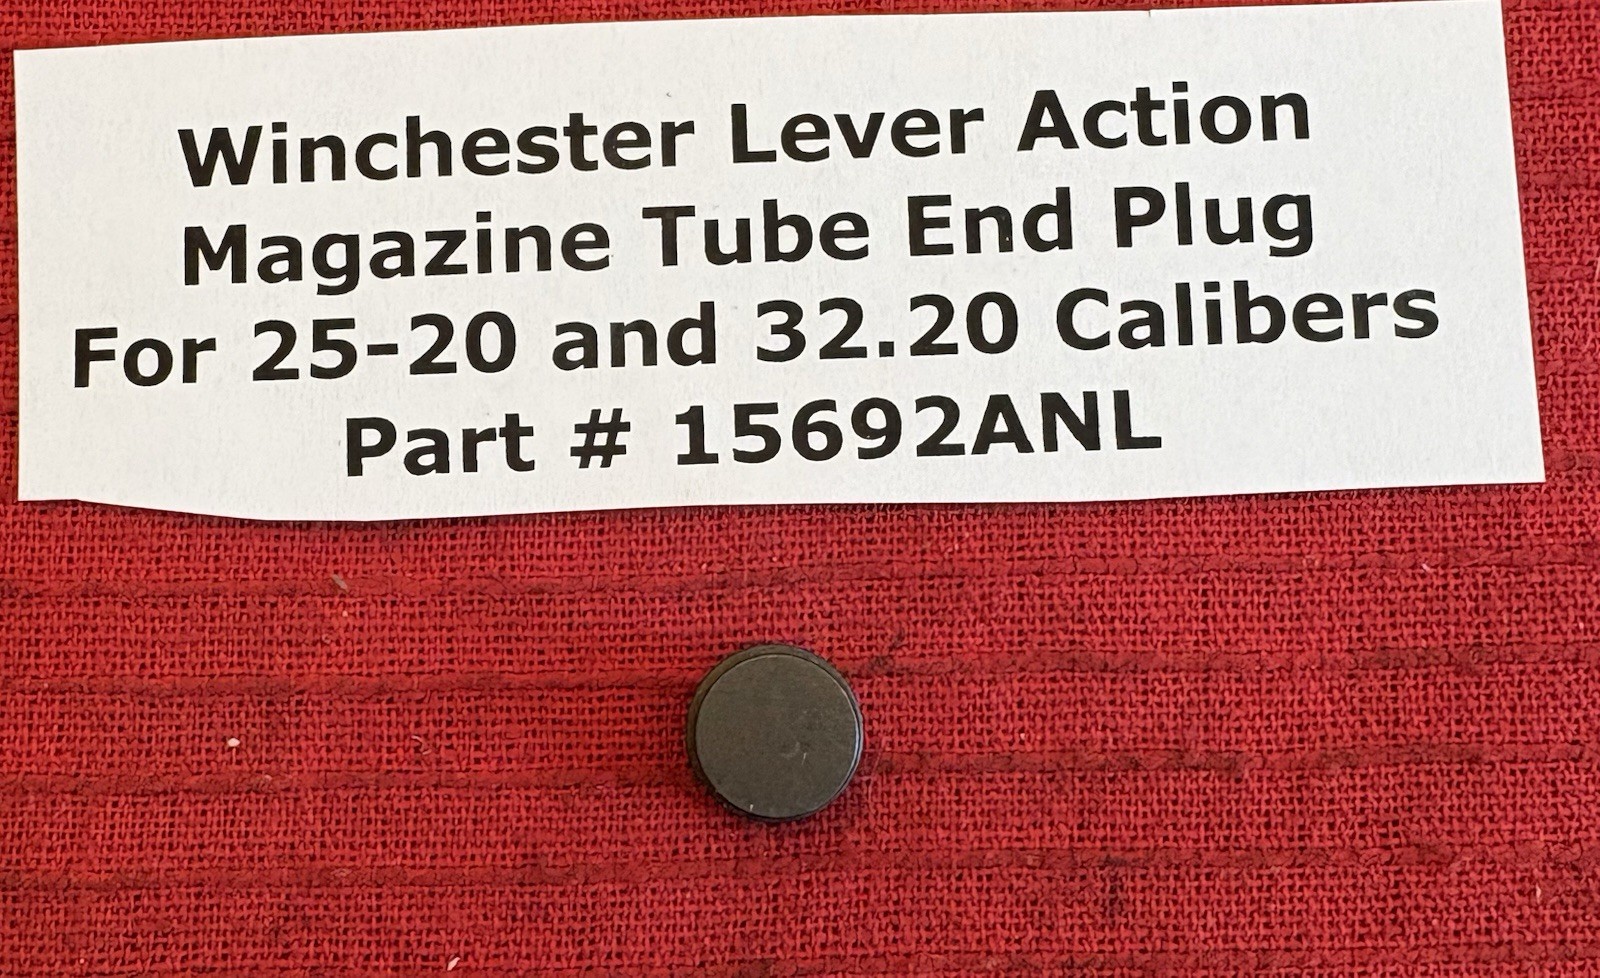 Winchester Lever Action
Magazine Tube End Plug
For 25-20 and 32.20 Calibers
Part # 15692ANL